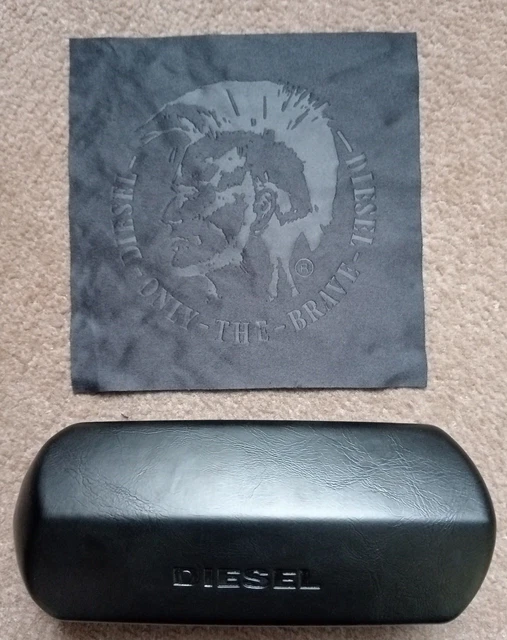 DIESEL - ONLY - THE - BRAVE - DIESEL -
®
DIESEL